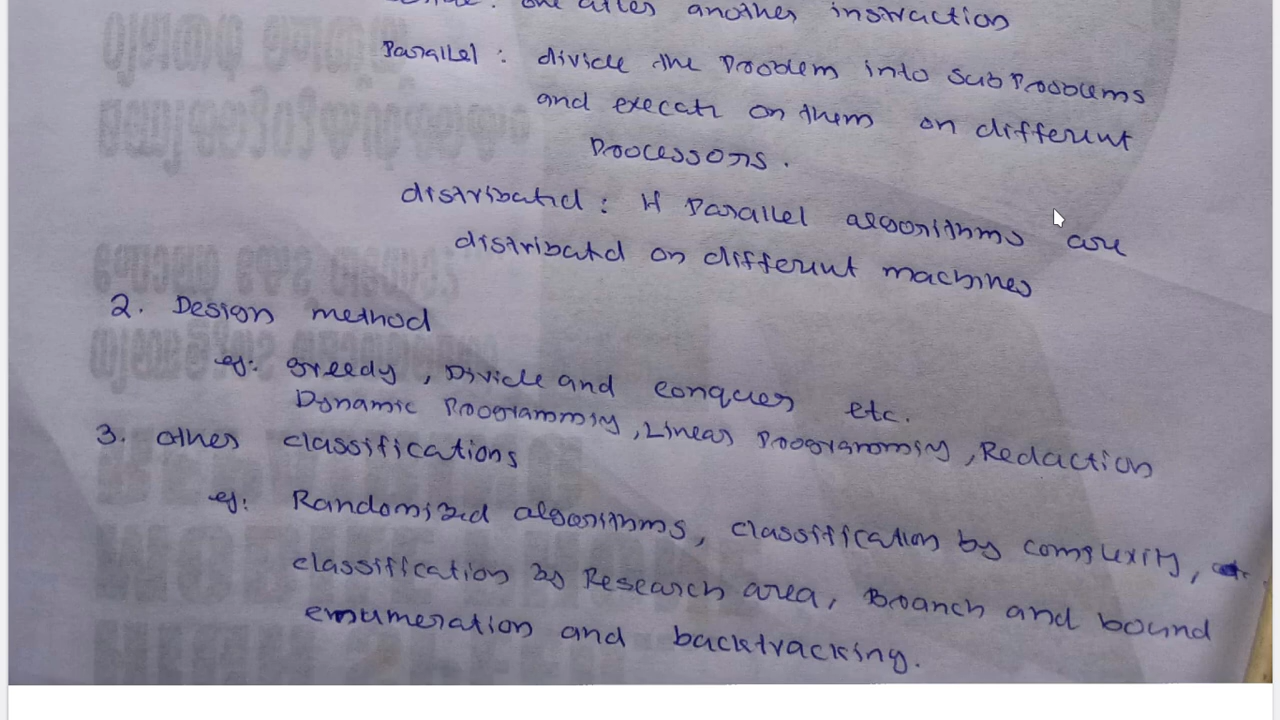 one after another instruction
Parallel : divide the Problem into SubProblems
and execute on them on different
Processors.
distributed : If Parallel algorithms are
distributed on different machines
2. Design method
eg: Greedy, Divide and conquer etc.
Dynamic Programming, Linear Programming, Reduction
3. other classifications
eg: Randomized algorithms, classification by complexity,
classification by Research area, Branch and bound
enumeration and backtracking.